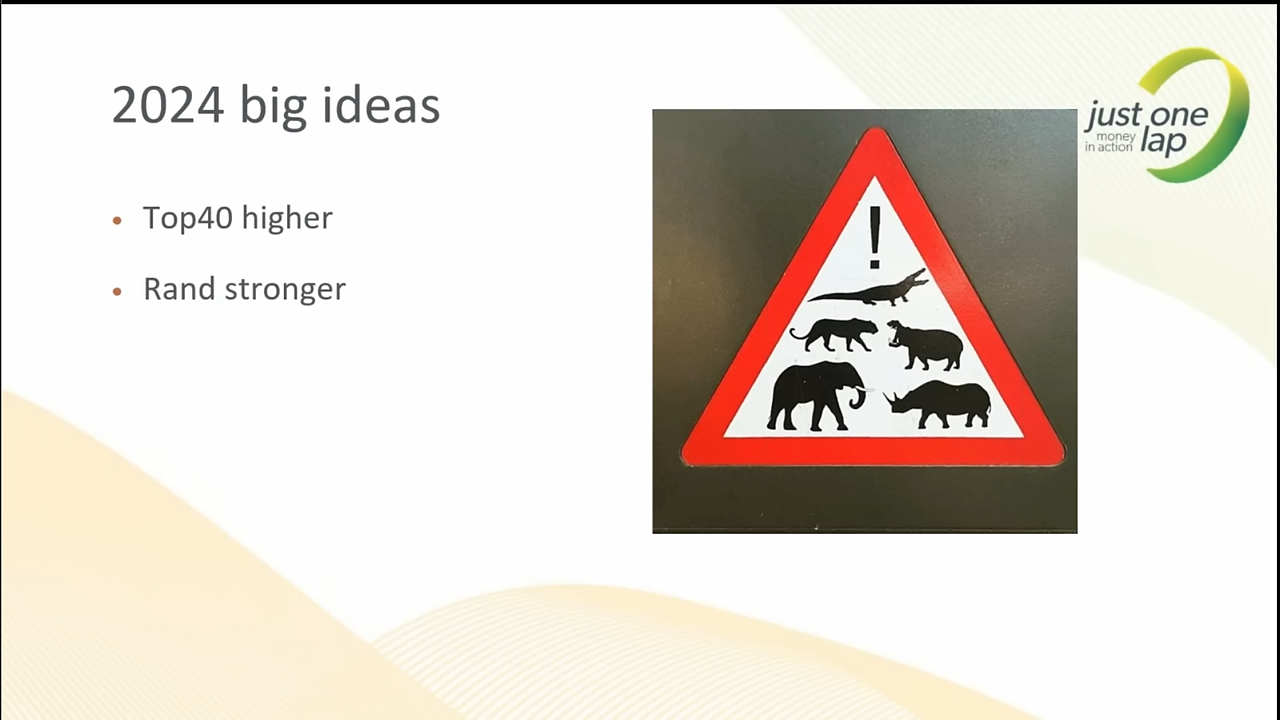 2024 big ideas
• Top40 higher
• Rand stronger
!
just one
money
in action
lap